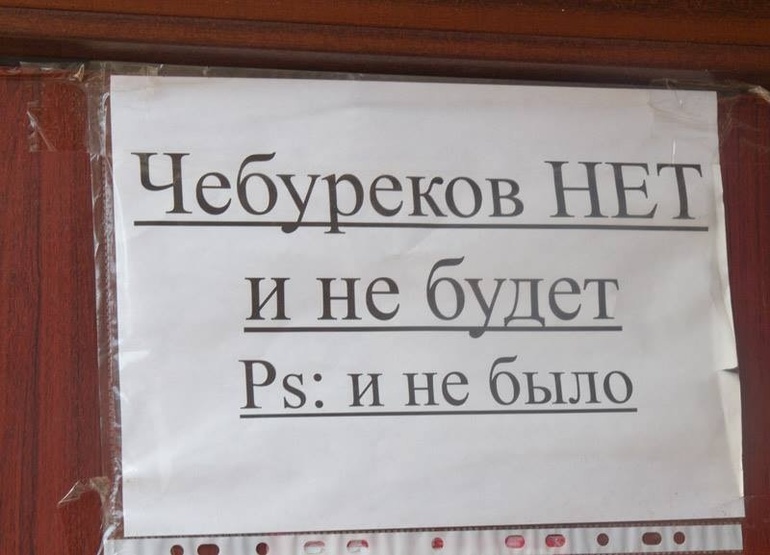 Чебуреков НЕТ
и не будет
Ps: и не было